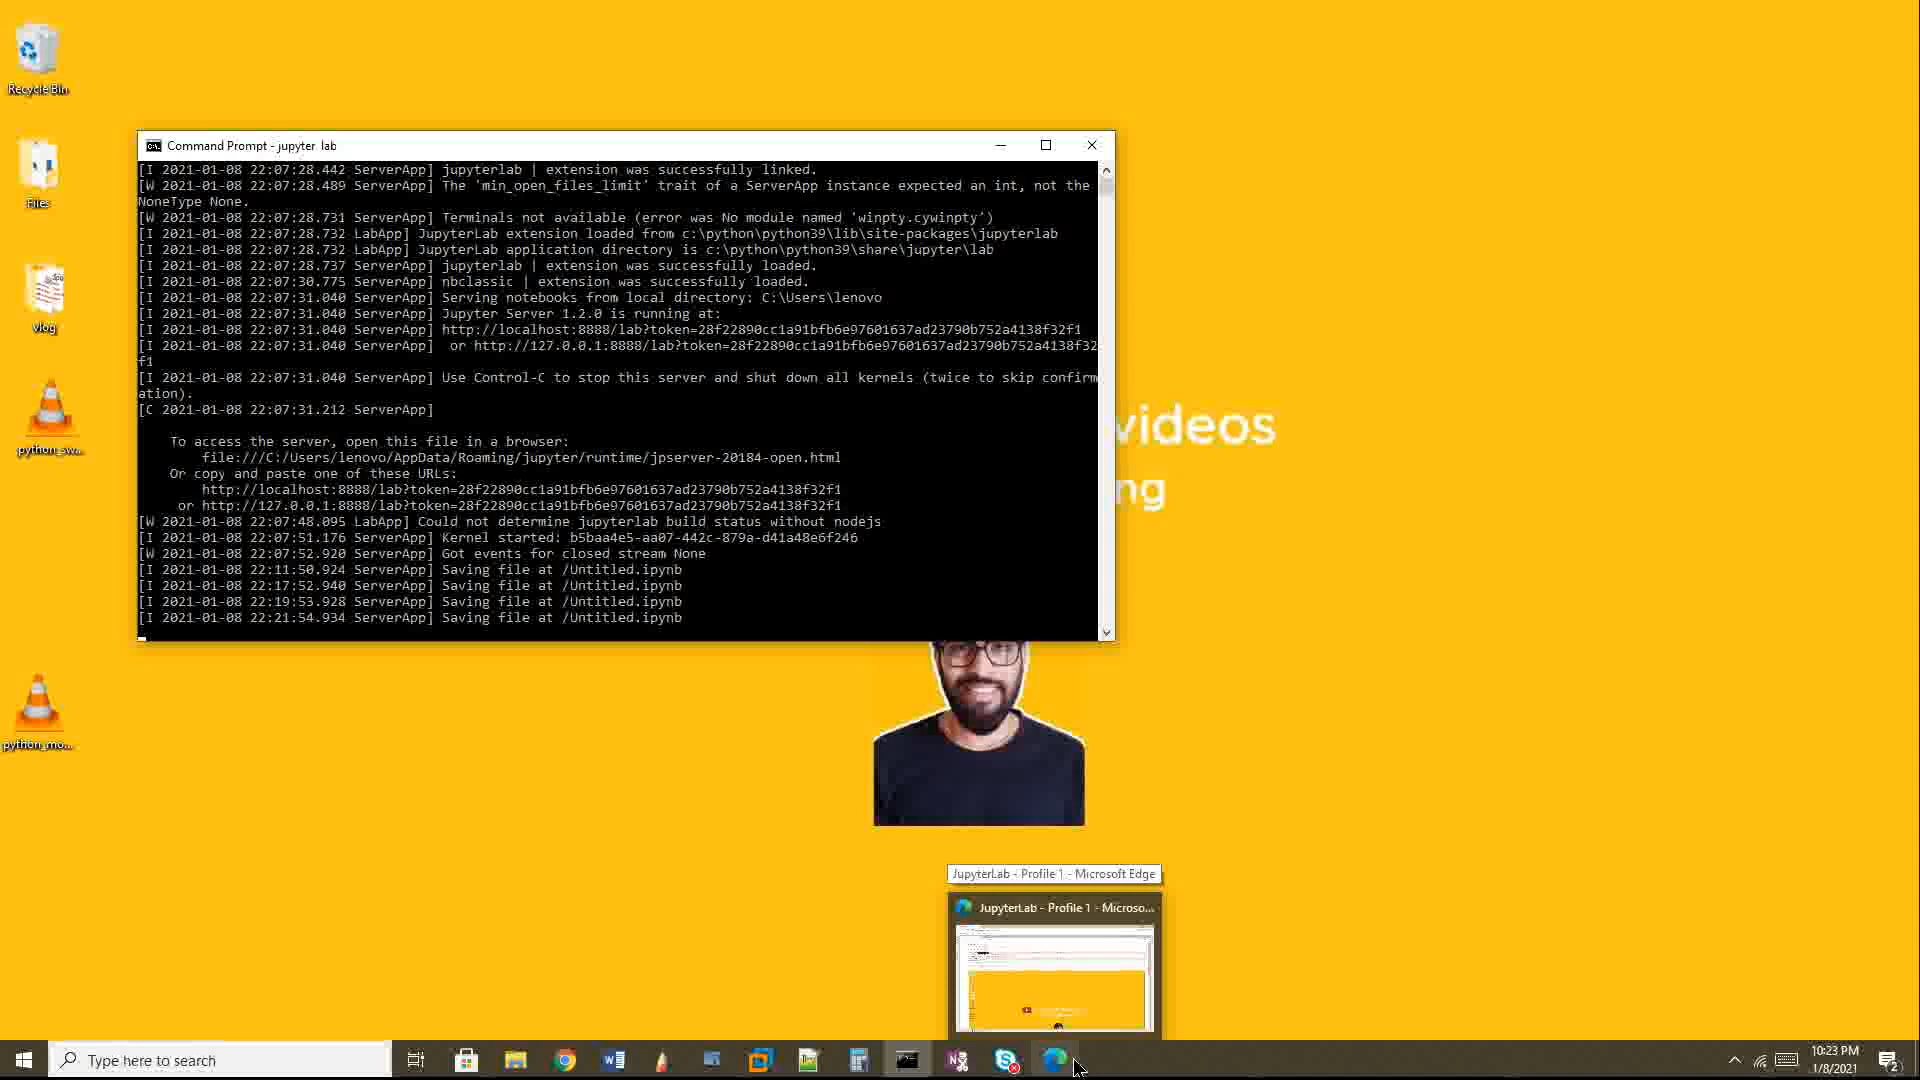 Recycle Bin
Files
vlog
python_sw...
python_mo...
Command Prompt - jupyter lab
[I 2021-01-08 22:07:28.442 ServerApp] jupyterlab | extension was successfully linked.
[W 2021-01-08 22:07:28.489 ServerApp] The 'min_open_files_limit' trait of a ServerApp instance expected an int, not the
NoneType None.
[W 2021-01-08 22:07:28.731 ServerApp] Terminals not available (error was No module named 'winpty.cywinpty')
[I 2021-01-08 22:07:28.732 LabApp] JupyterLab extension loaded from c:\python\python39\lib\site-packages\jupyterlab
[I 2021-01-08 22:07:28.732 LabApp] JupyterLab application directory is c:\python\python39\share\jupyter\lab
[I 2021-01-08 22:07:28.737 ServerApp] jupyterlab | extension was successfully loaded.
[I 2021-01-08 22:07:30.775 ServerApp] nbclassic | extension was successfully loaded.
[I 2021-01-08 22:07:31.040 ServerApp] Serving notebooks from local directory: C:\Users\lenovo
[I 2021-01-08 22:07:31.040 ServerApp] Jupyter Server 1.2.0 is running at:
[I 2021-01-08 22:07:31.040 ServerApp] http://localhost:8888/lab?token=28f22890cc1a91bfb6e97601637ad23790b752a4138f32f1
[I 2021-01-08 22:07:31.040 ServerApp]  or http://127.0.0.1:8888/lab?token=28f22890cc1a91bfb6e97601637ad23790b752a4138f32
f1
[I 2021-01-08 22:07:31.040 ServerApp] Use Control-C to stop this server and shut down all kernels (twice to skip confirm
ation).
[C 2021-01-08 22:07:31.212 ServerApp]
To access the server, open this file in a browser:
file:///C:/Users/lenovo/AppData/Roaming/jupyter/runtime/jpserver-20184-open.html
Or copy and paste one of these URLs:
http://localhost:8888/lab?token=28f22890cc1a91bfb6e97601637ad23790b752a4138f32f1
or http://127.0.0.1:8888/lab?token=28f22890cc1a91bfb6e97601637ad23790b752a4138f32f1
[W 2021-01-08 22:07:48.095 LabApp] Could not determine jupyterlab build status without nodejs
[I 2021-01-08 22:07:51.176 ServerApp] Kernel started: b5baa4e5-aa07-442c-879a-d41a48e6f246
[W 2021-01-08 22:07:52.920 ServerApp] Got events for closed stream None
[I 2021-01-08 22:11:50.924 ServerApp] Saving file at /Untitled.ipynb
[I 2021-01-08 22:17:52.940 ServerApp] Saving file at /Untitled.ipynb
[I 2021-01-08 22:19:53.928 ServerApp] Saving file at /Untitled.ipynb
[I 2021-01-08 22:21:54.934 ServerApp] Saving file at /Untitled.ipynb
videos
ng
JupyterLab - Profile 1 - Microsoft Edge
JupyterLab - Profile 1 - Microso...
Type here to search
10:23 PM
1/8/2021
2